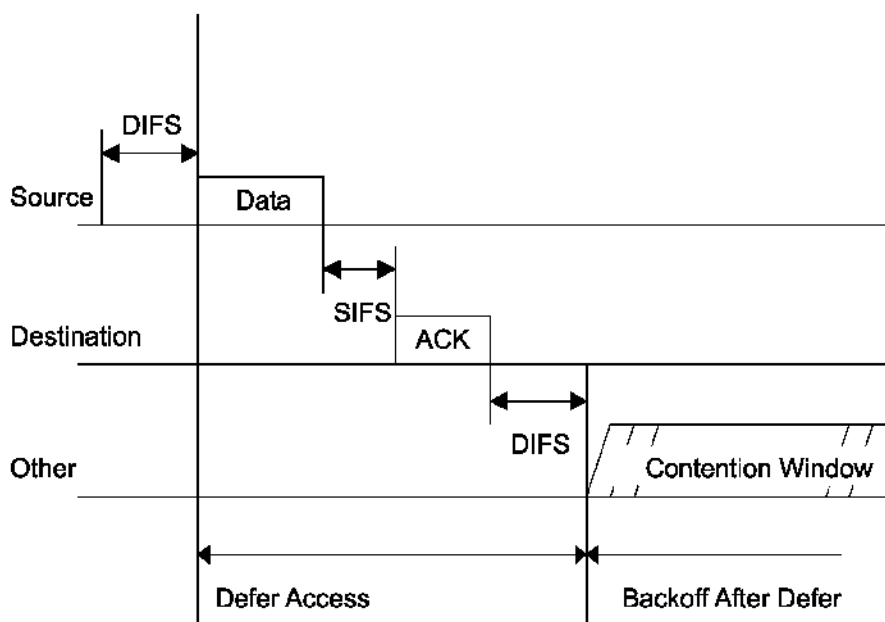 DIFS
Source
Data
SIFS
Destination
ACK
DIFS
Other
Contention Window
Defer Access
Backoff After Defer